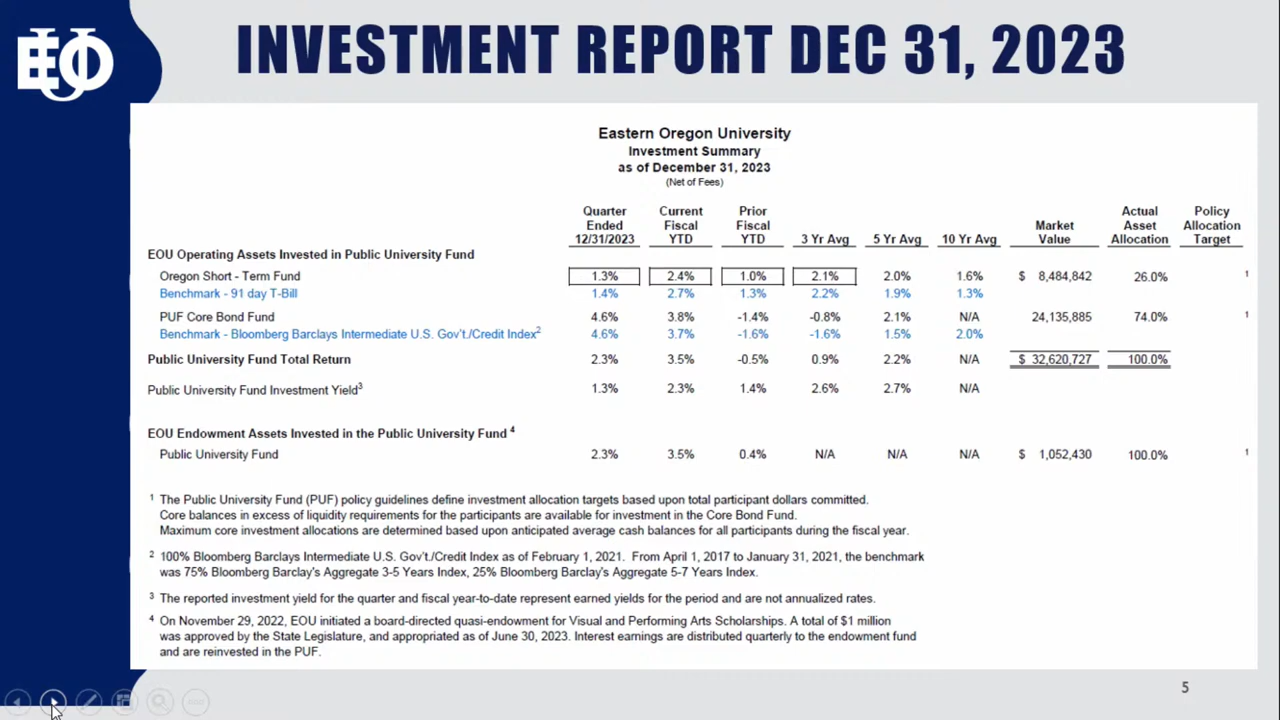 EOU
INVESTMENT REPORT DEC 31, 2023
Eastern Oregon University
Investment Summary
as of December 31, 2023
(Net of Fees)
Quarter Ended 12/31/2023 Current Fiscal YTD Prior Fiscal YTD 3 Yr Avg 5 Yr Avg 10 Yr Avg Market Value Actual Asset Allocation Policy Allocation Target
EOU Operating Assets Invested in Public University Fund
Oregon Short - Term Fund 1.3% 2.4% 1.0% 2.1% 2.0% 1.6% $ 8,484,842 26.0% 1
Benchmark - 91 day T-Bill 1.4% 2.7% 1.3% 2.2% 1.9% 1.3%
PUF Core Bond Fund 4.6% 3.8% -1.4% -0.8% 2.1% N/A 24,135,885 74.0% 1
Benchmark - Bloomberg Barclays Intermediate U.S. Gov't./Credit Index2 4.6% 3.7% -1.6% -1.6% 1.5% 2.0%
Public University Fund Total Return 2.3% 3.5% -0.5% 0.9% 2.2% N/A $ 32,620,727 100.0%
Public University Fund Investment Yield3 1.3% 2.3% 1.4% 2.6% 2.7% N/A
EOU Endowment Assets Invested in the Public University Fund 4
Public University Fund 2.3% 3.5% 0.4% N/A N/A N/A $ 1,052,430 100.0% 1
1 The Public University Fund (PUF) policy guidelines define investment allocation targets based upon total participant dollars committed.
Core balances in excess of liquidity requirements for the participants are available for investment in the Core Bond Fund.
Maximum core investment allocations are determined based upon anticipated average cash balances for all participants during the fiscal year.
2 100% Bloomberg Barclays Intermediate U.S. Gov't./Credit Index as of February 1, 2021. From April 1, 2017 to January 31, 2021, the benchmark
was 75% Bloomberg Barclay's Aggregate 3-5 Years Index, 25% Bloomberg Barclay's Aggregate 5-7 Years Index.
3 The reported investment yield for the quarter and fiscal year-to-date represent earned yields for the period and are not annualized rates.
4 On November 29, 2022, EOU initiated a board-directed quasi-endowment for Visual and Performing Arts Scholarships. A total of $1 million
was approved by the State Legislature, and appropriated as of June 30, 2023. Interest earnings are distributed quarterly to the endowment fund
and are reinvested in the PUF.
5